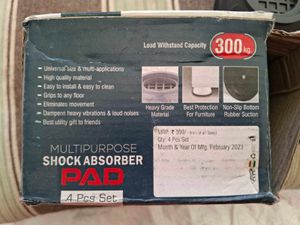 Load Withstand Capacity 300kg.
• Universal size & multi-applications
• High quality material
• Easy to install & easy to clean
• Grips to any floor
• Eliminates movement
• Dampens heavy vibrations & loud noises
• Best utility gift to friends
Heavy Grade Material
Best Protection For Furniture
Non-Slip Bottom Rubber Suction
MULTIPURPOSE
SHOCK ABSORBER
PAD
4 Pcs Set
MRP: ₹
Qty: 4 Pcs Set
Month & Year Of Mfg. February 2023